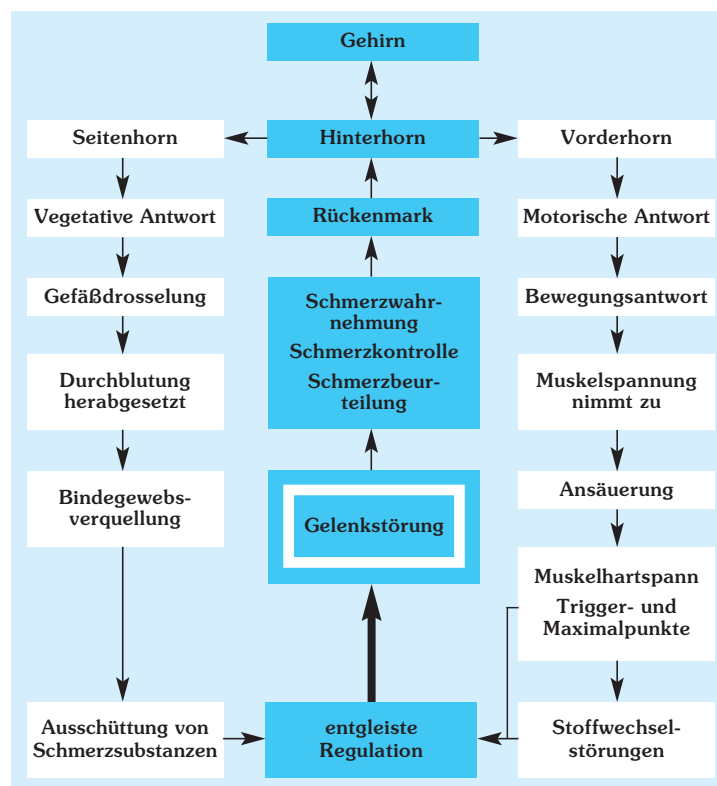 Gehirn
Seitenhorn
Hinterhorn
Vorderhorn
Vegetative Antwort
Rückenmark
Motorische Antwort
Gefäßdrosselung
Schmerzwahr-
nehmung
Schmerzkontrolle
Schmerzbeur-
teilung
Bewegungsantwort
Durchblutung
herabgesetzt
Muskelspannung
nimmt zu
Bindegewebs-
verquellung
Gelenkstörung
Ansäuerung
Muskelhartspann
Trigger- und
Maximalpunkte
Ausschüttung von
Schmerzsubstanzen
entgleiste
Regulation
Stoffwechsel-
störungen